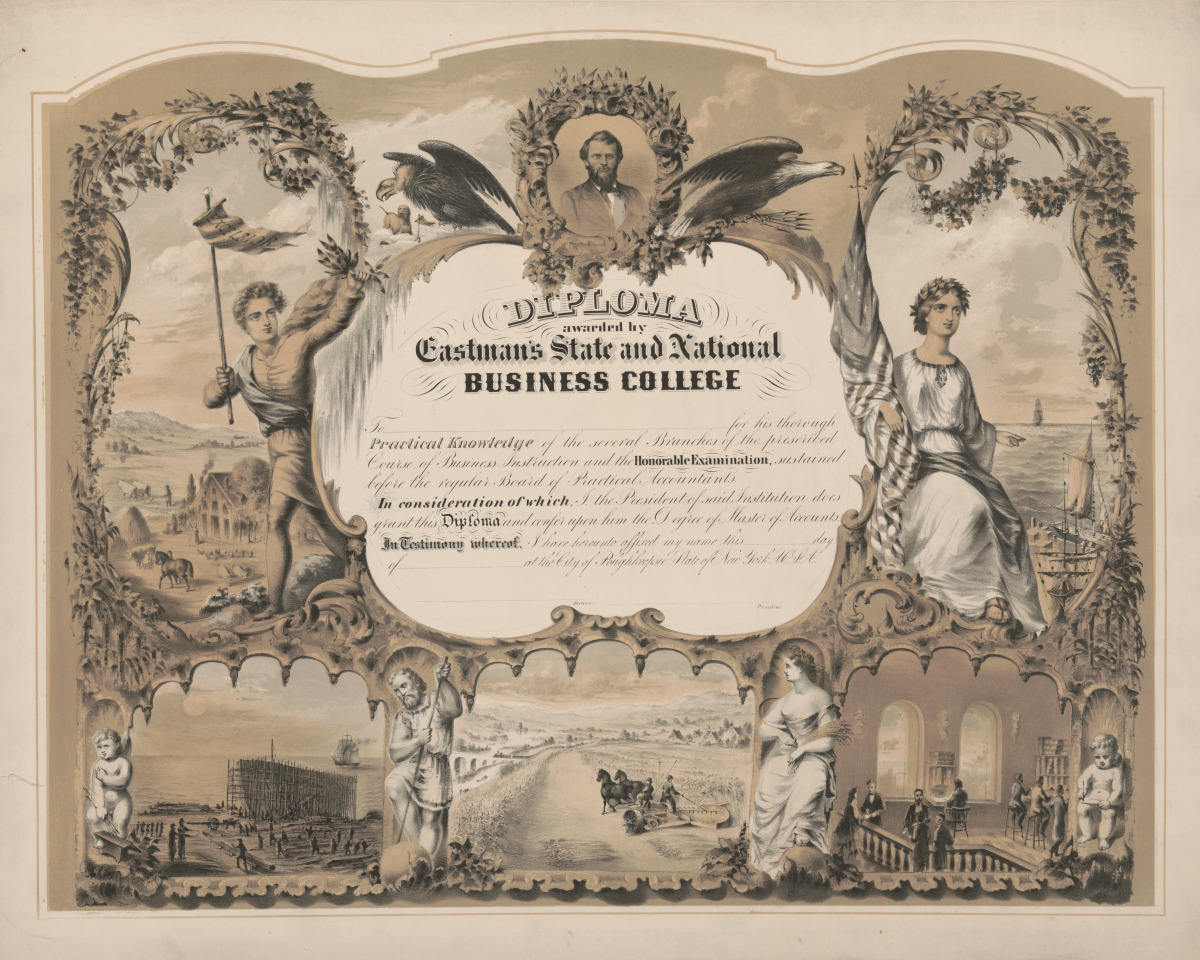 DIPLOMA
awarded by
Eastman's State and National
BUSINESS COLLEGE
To for his thorough
Practical Knowledge of the several Branches of the prescribed
Course of Business Instruction and the Honorable Examination, sustained
before the regular Board of Practical Accountants.
In consideration of which, I the President of said Institution does
grant this Diploma and confer upon him the Degree of Master of Accounts.
In Testimony whereof, I have hereunto affixed my name this day
of at the City of Poughkeepsie State of New York. U.S.A.
President